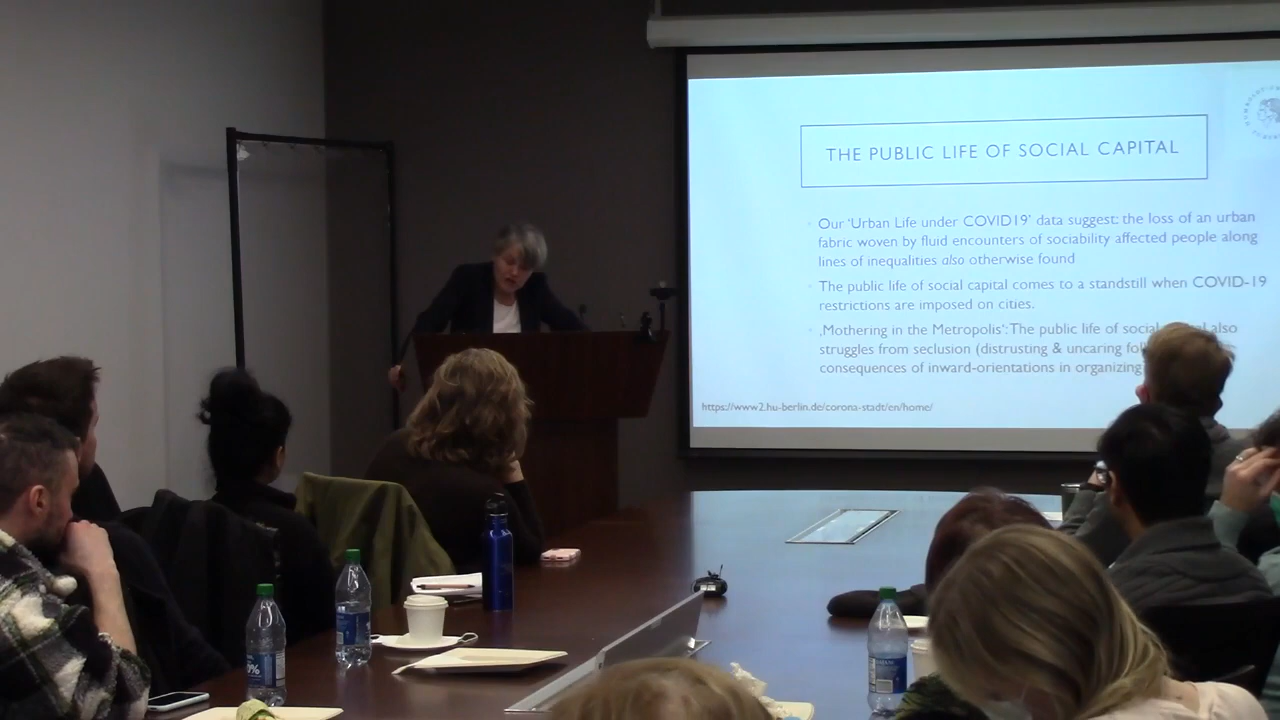 THE PUBLIC LIFE OF SOCIAL CAPITAL
Our 'Urban Life under COVID19' data suggest: the loss of an urban
fabric woven by fluid encounters of sociability affected people along
lines of inequalities also otherwise found
The public life of social capital comes to a standstill when COVID-19
restrictions are imposed on cities.
‚Mothering in the Metropolis': The public life of social also
struggles from seclusion (distrusting & uncaring
consequences of inward-orientations in organizing
https://www2.hu-berlin.de/corona-stadt/en/home/